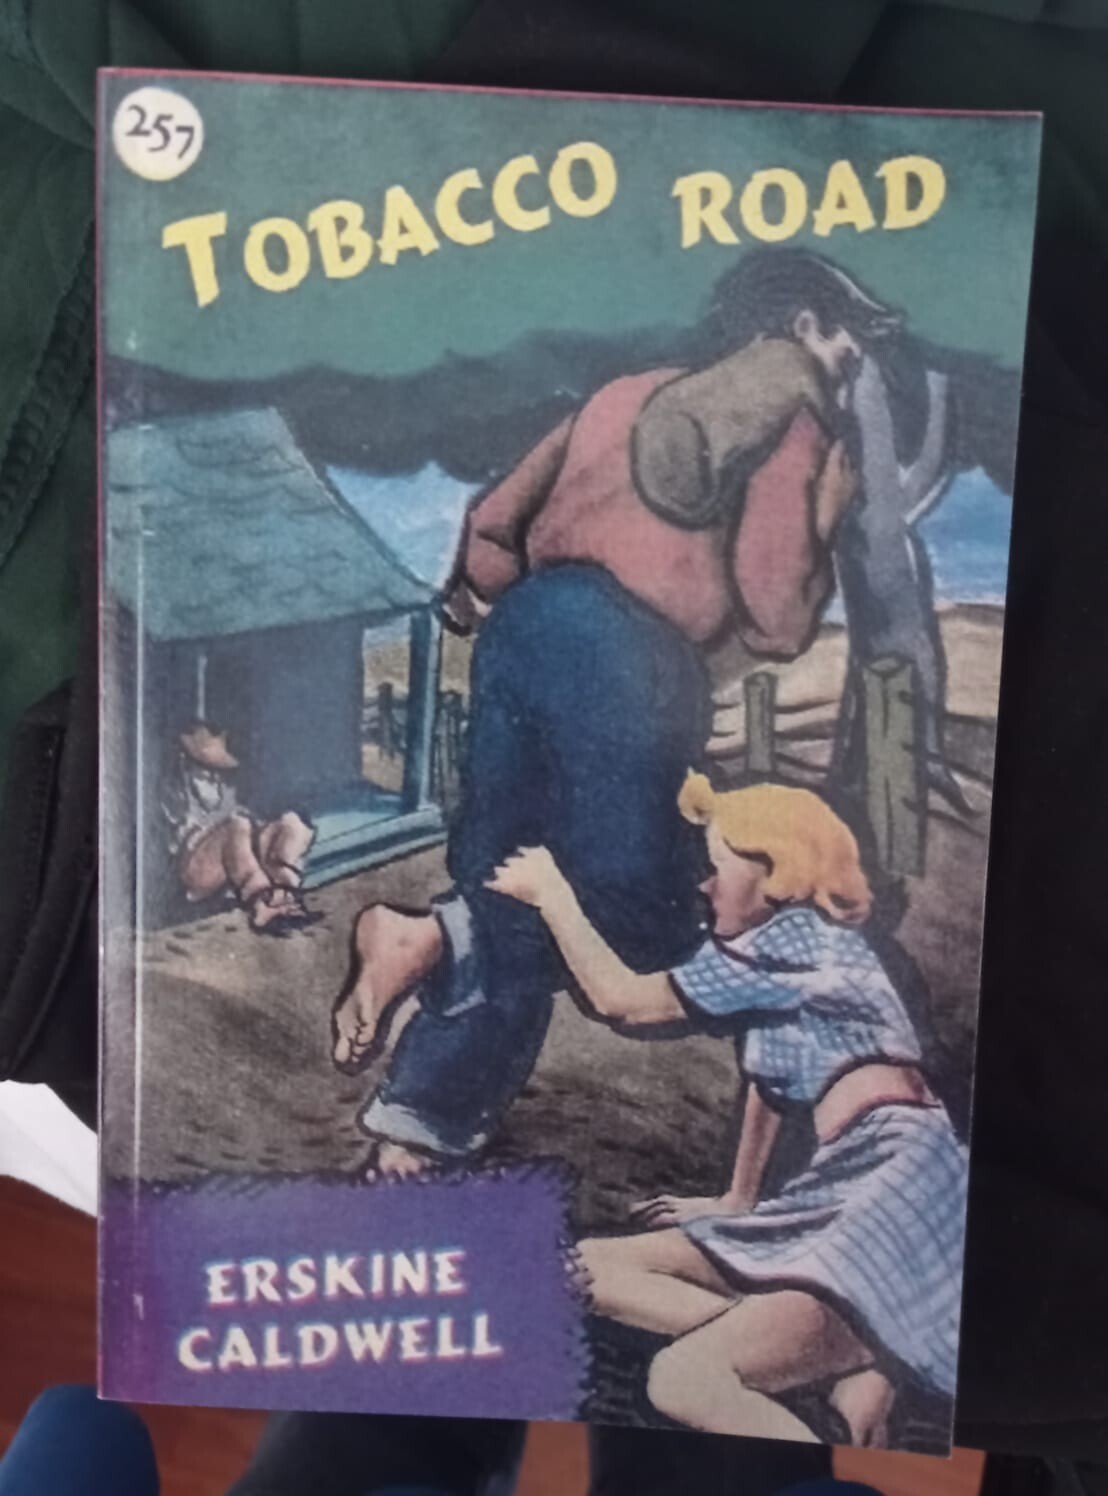 257
TOBACCO ROAD
ERSKINE
CALDWELL